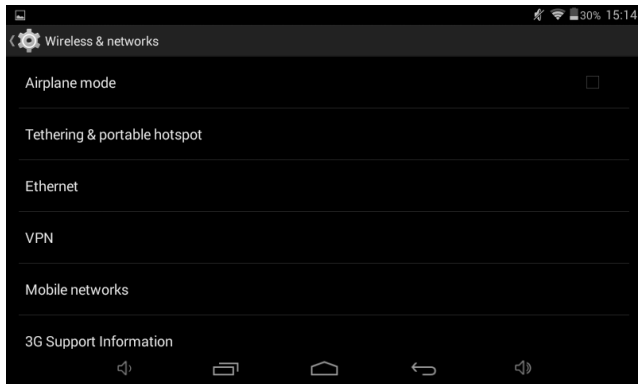 30% 15:14
Wireless & networks
Airplane mode
Tethering & portable hotspot
Ethernet
VPN
Mobile networks
3G Support Information